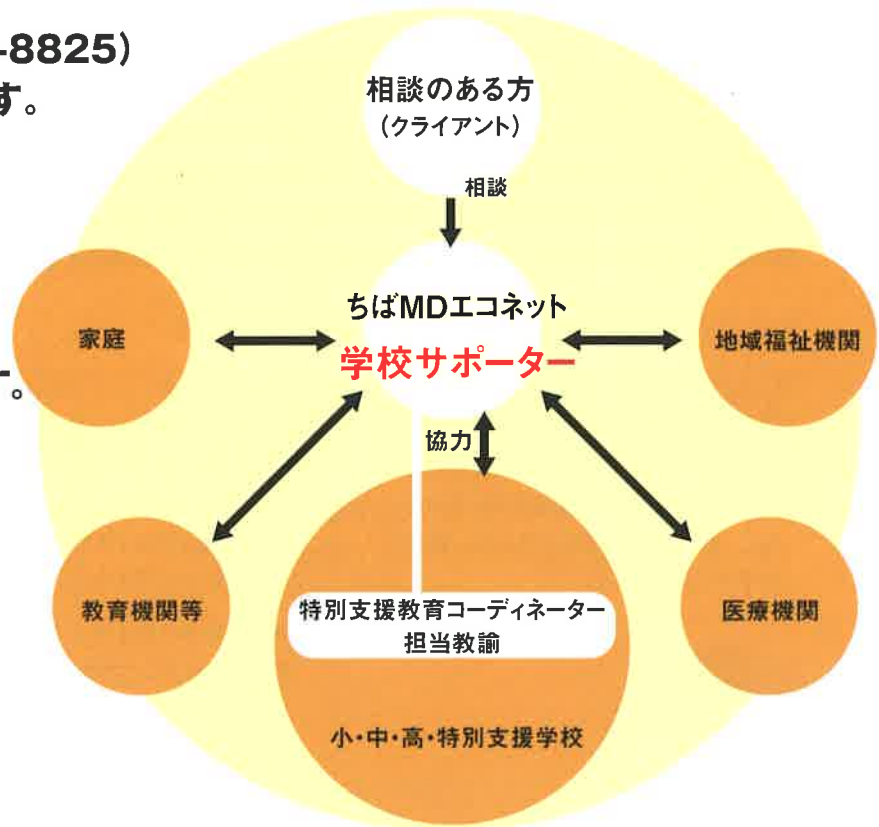 -8825)
す。
。
相談のある方
(クライアント)
相談
ちばMDエコネット
学校サポーター
家庭
地域福祉機関
協力
教育機関等
特別支援教育コーディネーター
担当教諭
医療機関
小・中・高・特別支援学校